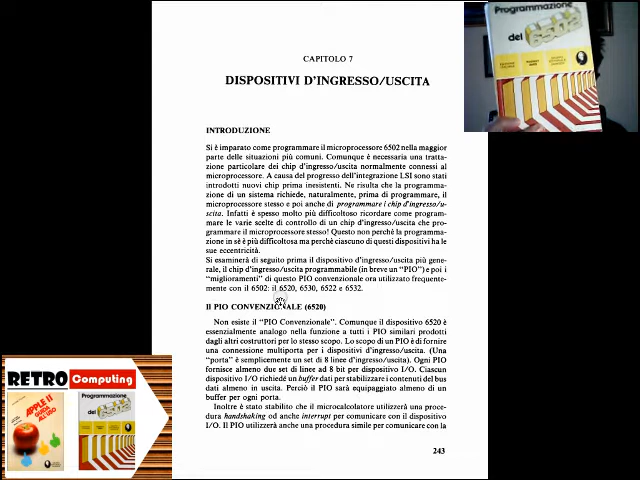 CAPITOLO 7
DISPOSITIVI D'INGRESSO/USCITA
INTRODUZIONE
Si è imparato come programmare il microprocessore 6502 nella maggior
parte delle situazioni più comuni. Comunque è necessaria una tratta-
zione particolare dei chip d'ingresso/uscita normalmente connessi al
microprocessore. A causa del progresso dell'integrazione LSI sono stati
introdotti nuovi chip prima inesistenti. Ne risulta che la programma-
zione di un sistema richiede, naturalmente, prima di programmare, il
microprocessore stesso e poi anche di programmare i chip d'ingresso/u-
scita. Infatti è spesso molto più difficoltoso ricordare come program-
mare le varie scelte di controllo di un chip d'ingresso/uscita che pro-
grammare il microprocessore stesso! Questo non perchè la programma-
zione in sè è più difficoltosa ma perchè ciascuno di questi dispositivi ha le
sue eccentricità.
Si esaminerà di seguito prima il dispositivo d'ingresso/uscita più gene-
rale, il chip d'ingresso/uscita programmabile (in breve un "PIO") e poi i
"miglioramenti" di questo PIO convenzionale ora utilizzato frequente-
mente con il 6502: il 6520, 6530, 6522 e 6532.
Il PIO CONVENZIONALE (6520)
Non esiste il "PIO Convenzionale". Comunque il dispositivo 6520 è
essenzialmente analogo nella funzione a tutti i PIO similari prodotti
dagli altri costruttori per lo stesso scopo. Lo scopo di un PIO è di fornire
una connessione multiporta per i dispositivi d'ingresso/uscita. (Una
"porta" è semplicemente un set di 8 linee d'ingresso/uscita). Ogni PIO
fornisce almeno due set di linee ad 8 bit per dispositivi I/O. Ciascun
dispositivo I/O richiede un buffer dati per stabilizzare i contenuti del bus
dati almeno in uscita. Perciò il PIO sarà equipaggiato almeno di un
buffer per ogni porta.
Inoltre è stato stabilito che il microcalcolatore utilizzerà una proce-
dura handshaking od anche interrupt per comunicare con il dispositivo
I/O. Il PIO utilizzerà anche una procedura simile per comunicare con la
243
Programmazione
del 6502
RETRO Computing
APPLE II
GUIDA
ALL'USO
Programmazione
del 6502